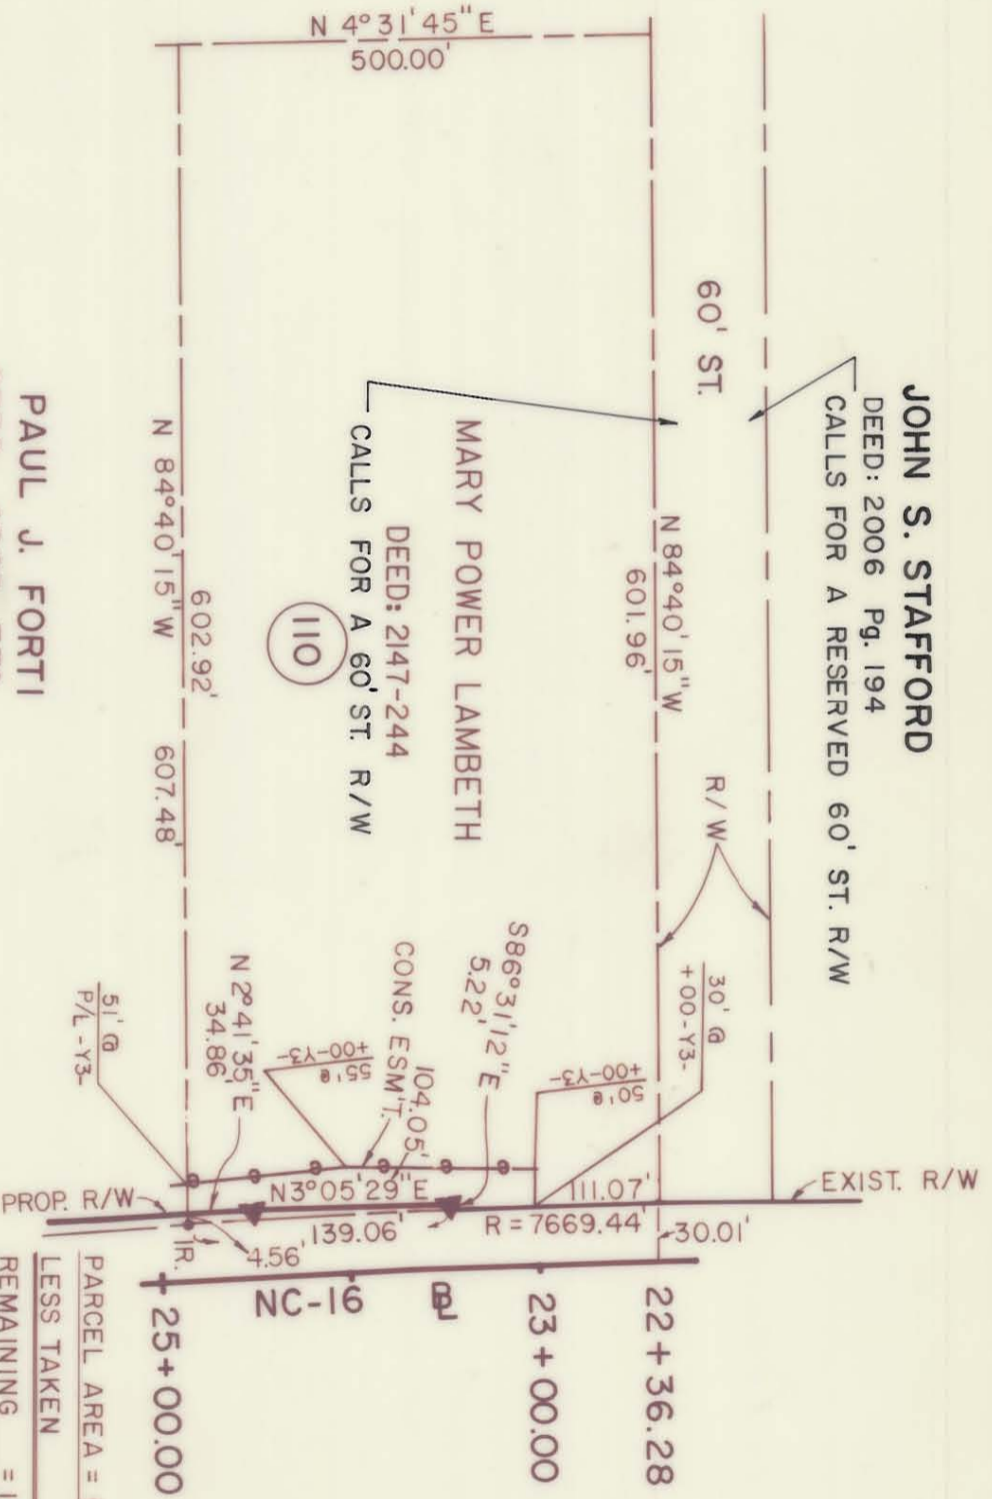 JOHN S. STAFFORD
DEED: 2006 Pg. 194
CALLS FOR A RESERVED 60' ST. R/W
60' ST.
N 4°31'45" E
500.00'
N 84°40'15" W
601.96'
R/W
30' @
+00-Y3-
MARY POWER LAMBETH
DEED: 2147-244
CALLS FOR A 60' ST. R/W
110
S86°31'12"E
5.22'
50' @
+00-Y3-
CONS. ESM'T.
104.05'
55' @
+00-Y3-
N 2°41'35"E
34.86'
602.92'
607.48'
N 84°40'15" W
51' @
P/L-Y3-
PAUL J. FORTI
EXIST. R/W
PROP. R/W
111.07'
N3°05'29"E
139.06'
R = 7669.44'
30.01'
4.56'
IR.
NC-16
22+36.28
23+00.00
25+00.00
PARCEL AREA =
LESS TAKEN
REMAINING =